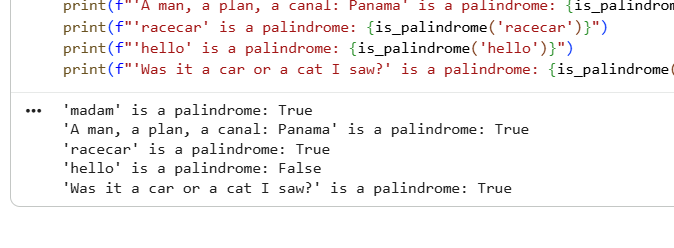 print(f"'A man, a plan, a canal: Panama' is a palindrome: {is_palindrom
print(f"'racecar' is a palindrome: {is_palindrome('racecar')}")
print(f"'hello' is a palindrome: {is_palindrome('hello')}")
print(f"'Was it a car or a cat I saw?' is a palindrome: {is_palindrome(
'madam' is a palindrome: True
'A man, a plan, a canal: Panama' is a palindrome: True
'racecar' is a palindrome: True
'hello' is a palindrome: False
'Was it a car or a cat I saw?' is a palindrome: True